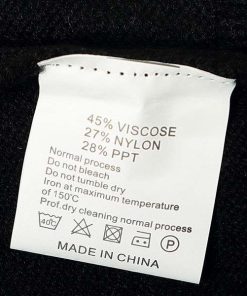 45% VISCOSE
27% NYLON
28% PPT
Normal process
Do not bleach
Do not tumble dry
Iron at maximum temperature
of 150°C
Prof.dry cleaning normal process
40C P
MADE IN CHINA